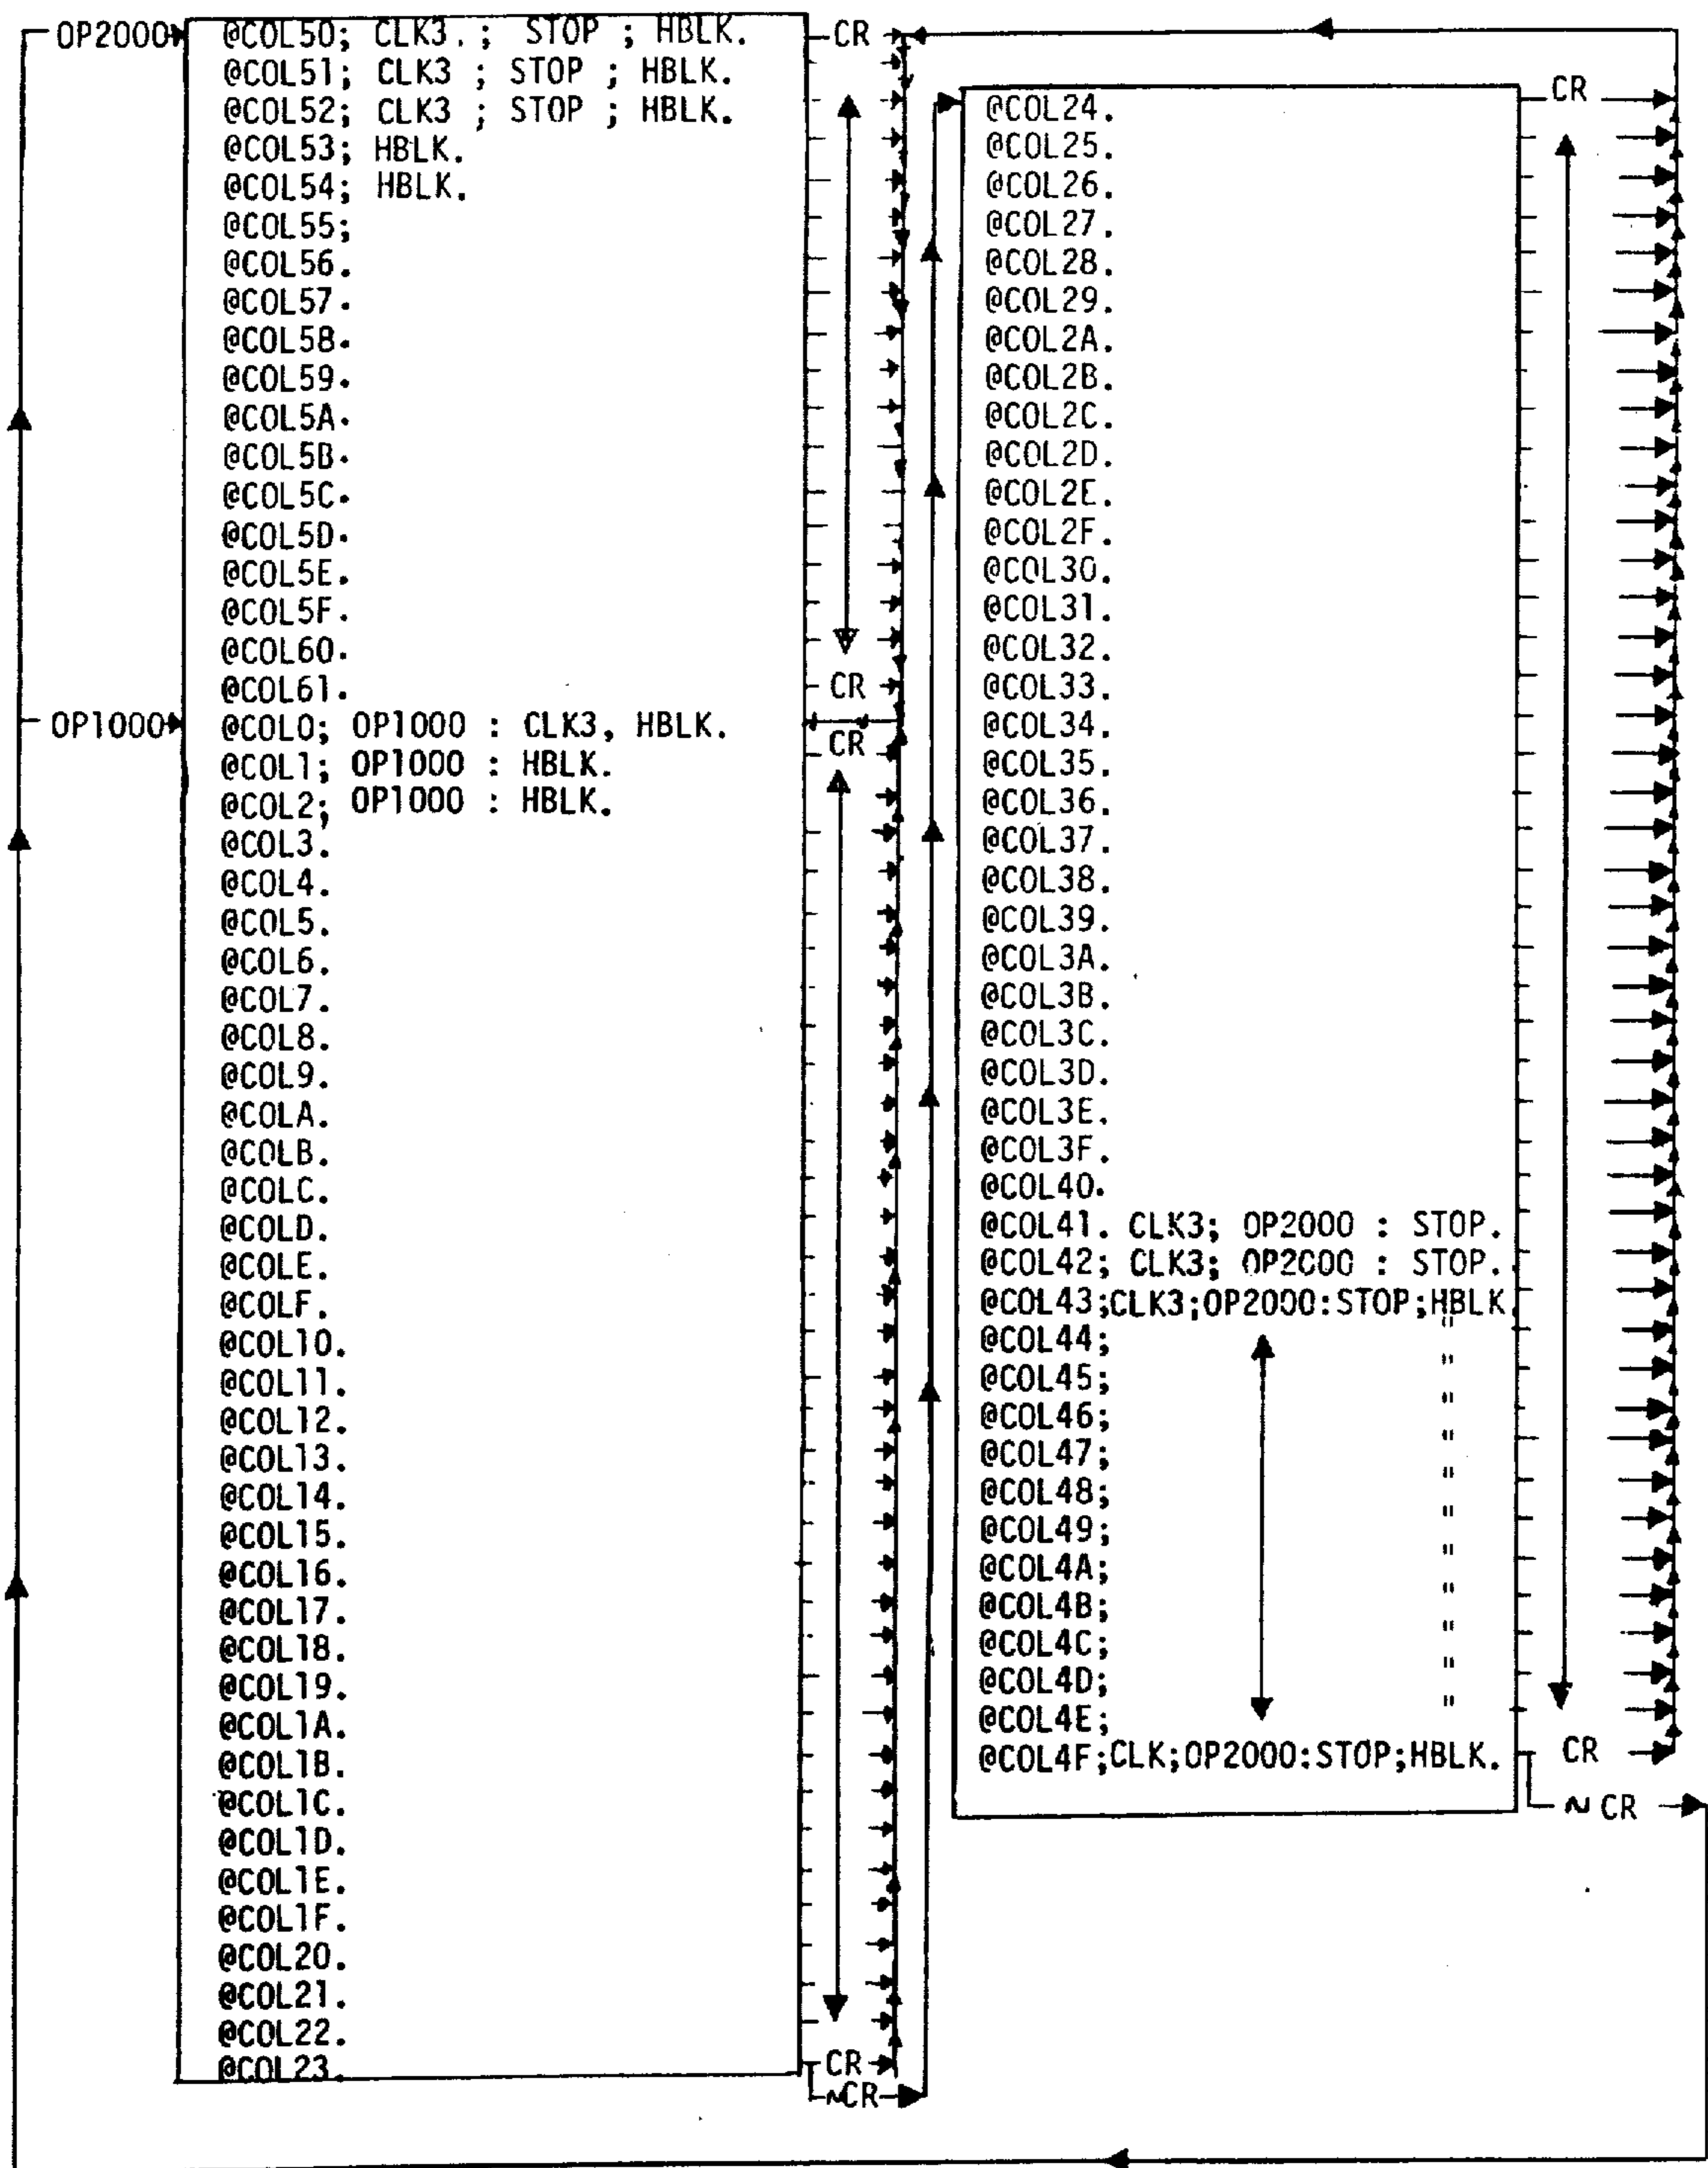 OP2000
@COL50; CLK3.; STOP ; HBLK.
CR
@COL51; CLK3 ; STOP ; HBLK.
@COL52; CLK3 ; STOP ; HBLK.
@COL53; HBLK.
@COL54; HBLK.
@COL55;
@COL56.
@COL57.
@COL58.
@COL59.
@COL5A.
@COL5B.
@COL5C.
@COL5D.
@COL5E.
@COL5F.
@COL60.
@COL61.
CR
OP1000
@COL0; OP1000 : CLK3, HBLK.
CR
@COL1; OP1000 : HBLK.
@COL2; OP1000 : HBLK.
@COL3.
@COL4.
@COL5.
@COL6.
@COL7.
@COL8.
@COL9.
@COLA.
@COLB.
@COLC.
@COLD.
@COLE.
@COLF.
@COL10.
@COL11.
@COL12.
@COL13.
@COL14.
@COL15.
@COL16.
@COL17.
@COL18.
@COL19.
@COL1A.
@COL1B.
@COL1C.
@COL1D.
@COL1E.
@COL1F.
@COL20.
@COL21.
@COL22.
@COL23.
CR
~CR
@COL24.
CR
@COL25.
@COL26.
@COL27.
@COL28.
@COL29.
@COL2A.
@COL2B.
@COL2C.
@COL2D.
@COL2E.
@COL2F.
@COL30.
@COL31.
@COL32.
@COL33.
@COL34.
@COL35.
@COL36.
@COL37.
@COL38.
@COL39.
@COL3A.
@COL3B.
@COL3C.
@COL3D.
@COL3E.
@COL3F.
@COL40.
@COL41. CLK3; OP2000 : STOP.
@COL42; CLK3; OP2000 : STOP.
@COL43;CLK3;OP2000:STOP;HBLK.
@COL44; "
@COL45; "
@COL46; "
@COL47; "
@COL48; "
@COL49; "
@COL4A; "
@COL4B; "
@COL4C; "
@COL4D; "
@COL4E; "
@COL4F;CLK;OP2000:STOP;HBLK.
CR
~ CR